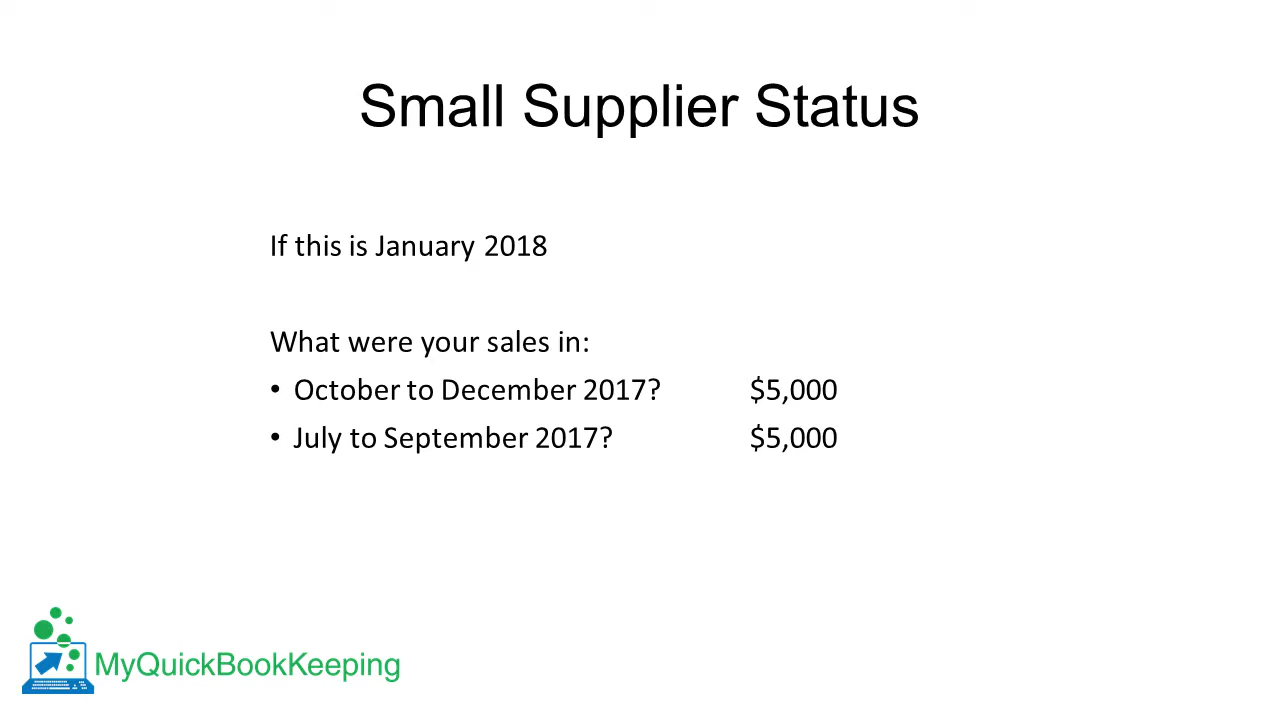 Small Supplier Status
If this is January 2018
What were your sales in:
• October to December 2017? $5,000
• July to September 2017? $5,000
MyQuickBookKeeping